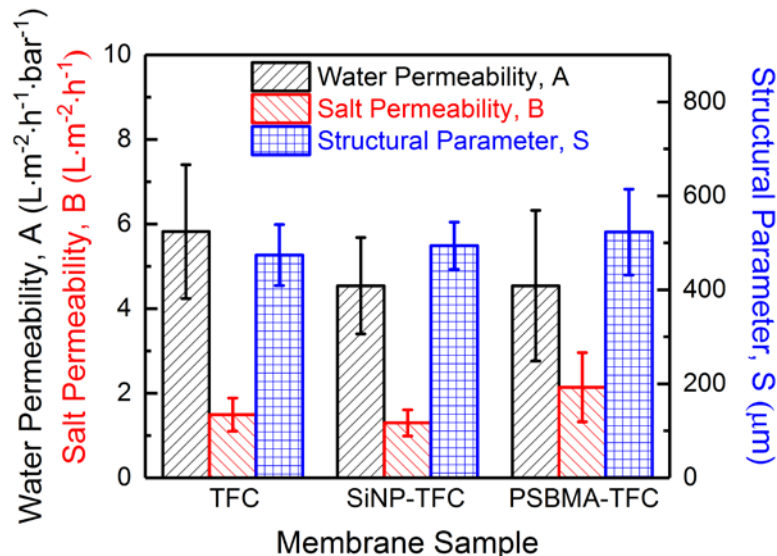 Water Permeability, A (L·m⁻²·h⁻¹·bar⁻¹)
Salt Permeability, B (L·m⁻²·h⁻¹)
10
8
6
4
2
0
Water Permeability, A
Salt Permeability, B
Structural Parameter, S
800
600
400
200
0
Structural Parameter, S (μm)
TFC
SiNP-TFC
PSBMA-TFC
Membrane Sample